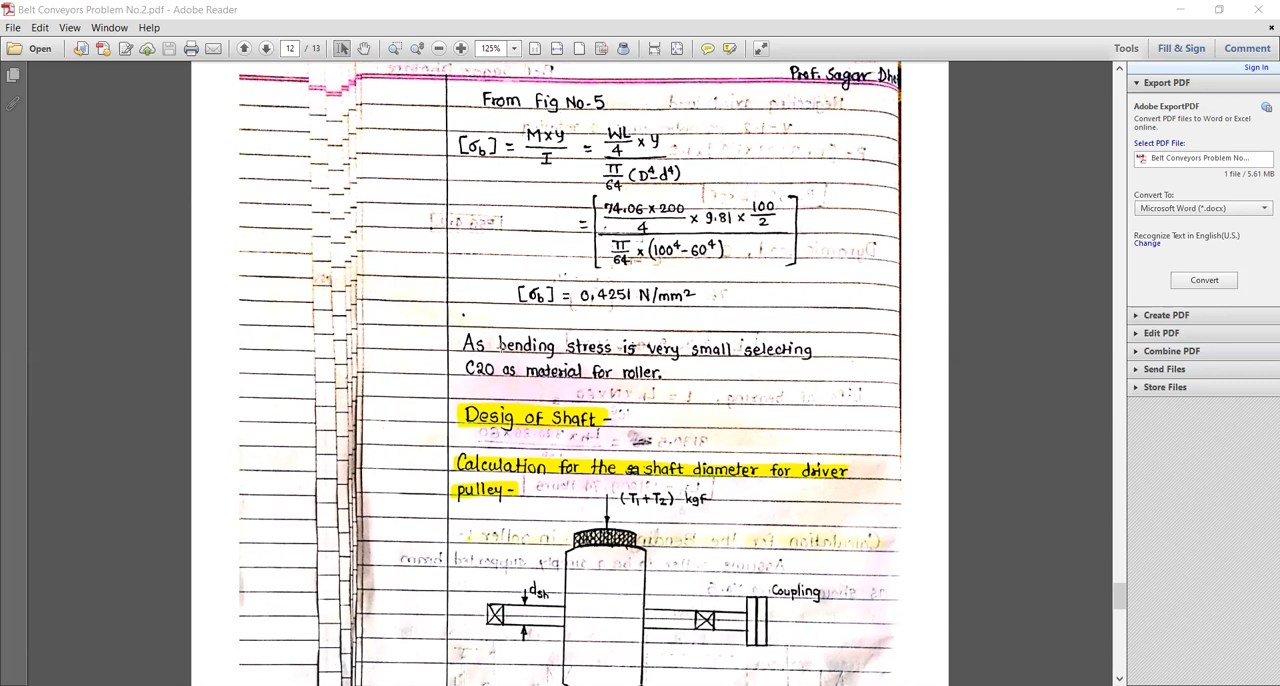 Belt Conveyors Problem No.2.pdf - Adobe Reader
File Edit View Window Help
Open 12 / 13 125% Tools Fill & Sign Comment
Sign In
Export PDF
Adobe ExportPDF
Convert PDF files to Word or Excel
online.
Select PDF File:
Belt Conveyors Problem No...
1 file / 5.61 MB
Convert To:
Microsoft Word (*.docx)
Recognize Text in English(U.S.)
Change
Convert
Create PDF
Edit PDF
Combine PDF
Send Files
Store Files
Prof. Sagar
From Fig No-5
[σb] = M×y / I = WL/4 × y / π/64 (D⁴-d⁴)
= [ 74.06×200 / 4 × 9.81 × 100/2 / π/64 × (100⁴-60⁴) ]
[σb] = 0.4251 N/mm²
As bending stress is very small selecting
C20 as material for roller.
Desig of Shaft -
Calculation for the shaft diameter for driver
pulley -
(T1+T2) kgf
dsh
Coupling